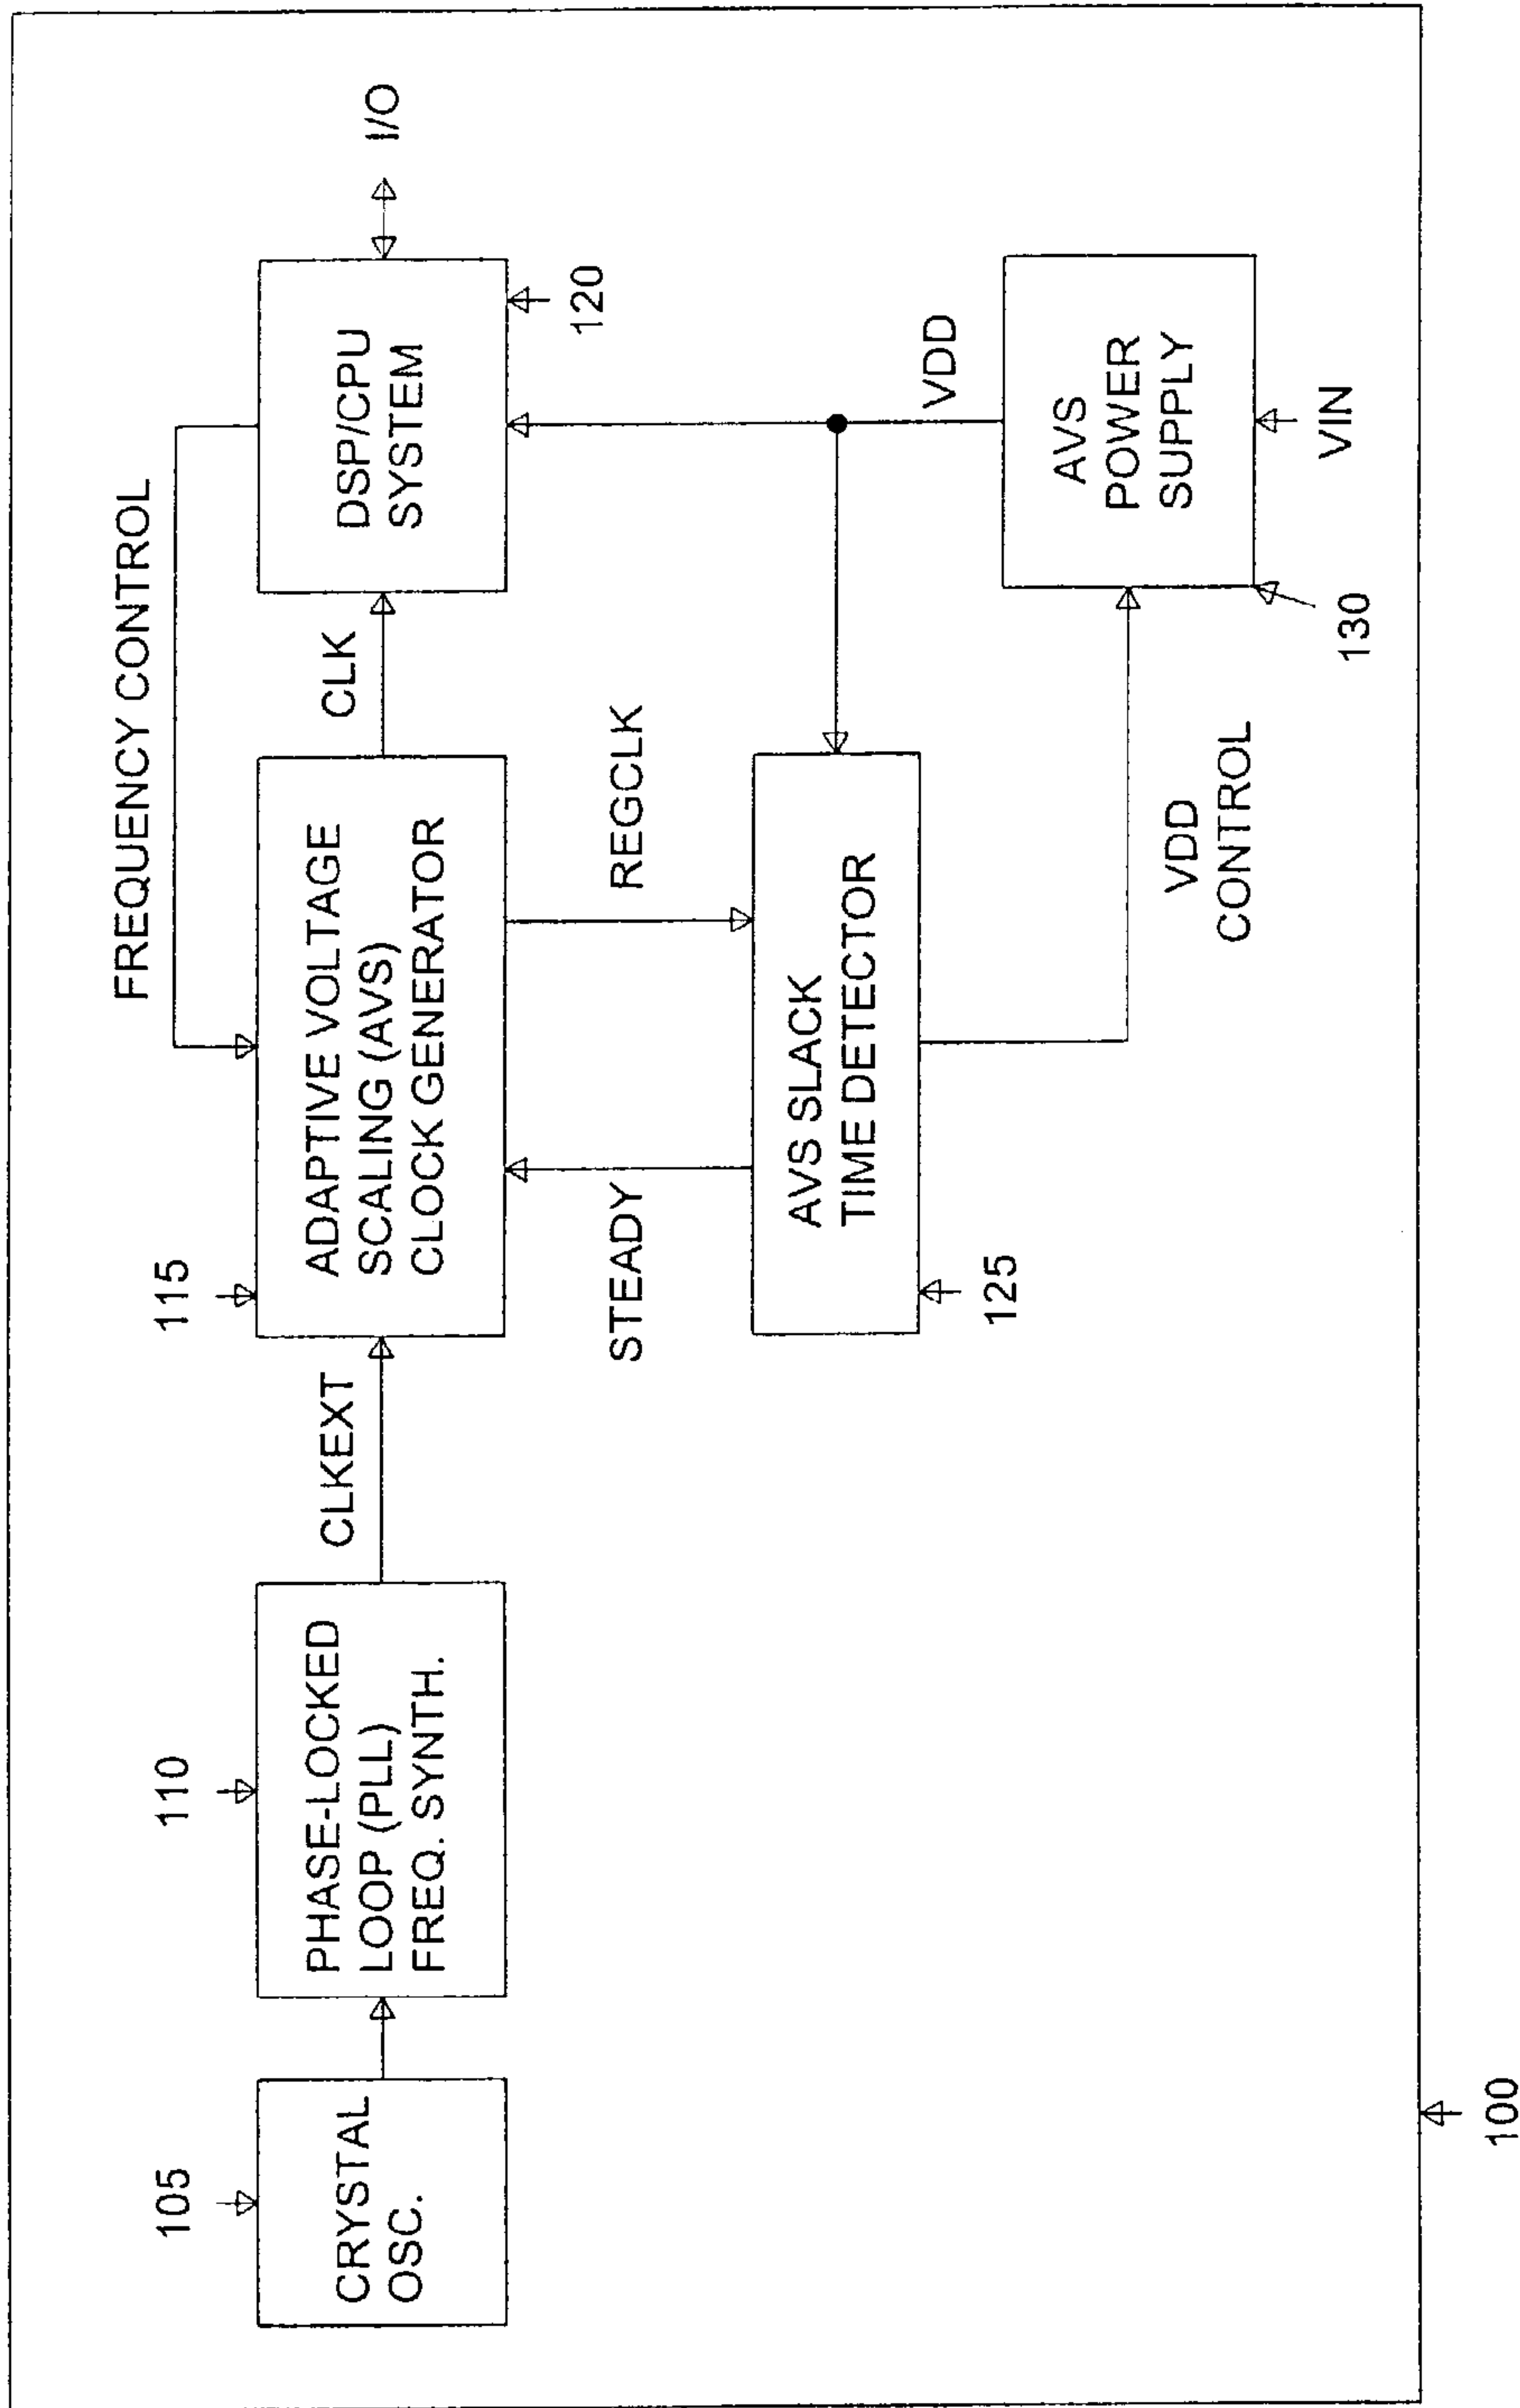 FREQUENCY CONTROL
105
110
115
CRYSTAL
OSC.
PHASE-LOCKED
LOOP (PLL)
FREQ. SYNTH.
CLKEXT
ADAPTIVE VOLTAGE
SCALING (AVS)
CLOCK GENERATOR
CLK
DSP/CPU
SYSTEM
I/O
120
STEADY
REGCLK
AVS SLACK
TIME DETECTOR
125
VDD
VDD
CONTROL
AVS
POWER
SUPPLY
130
VIN
100